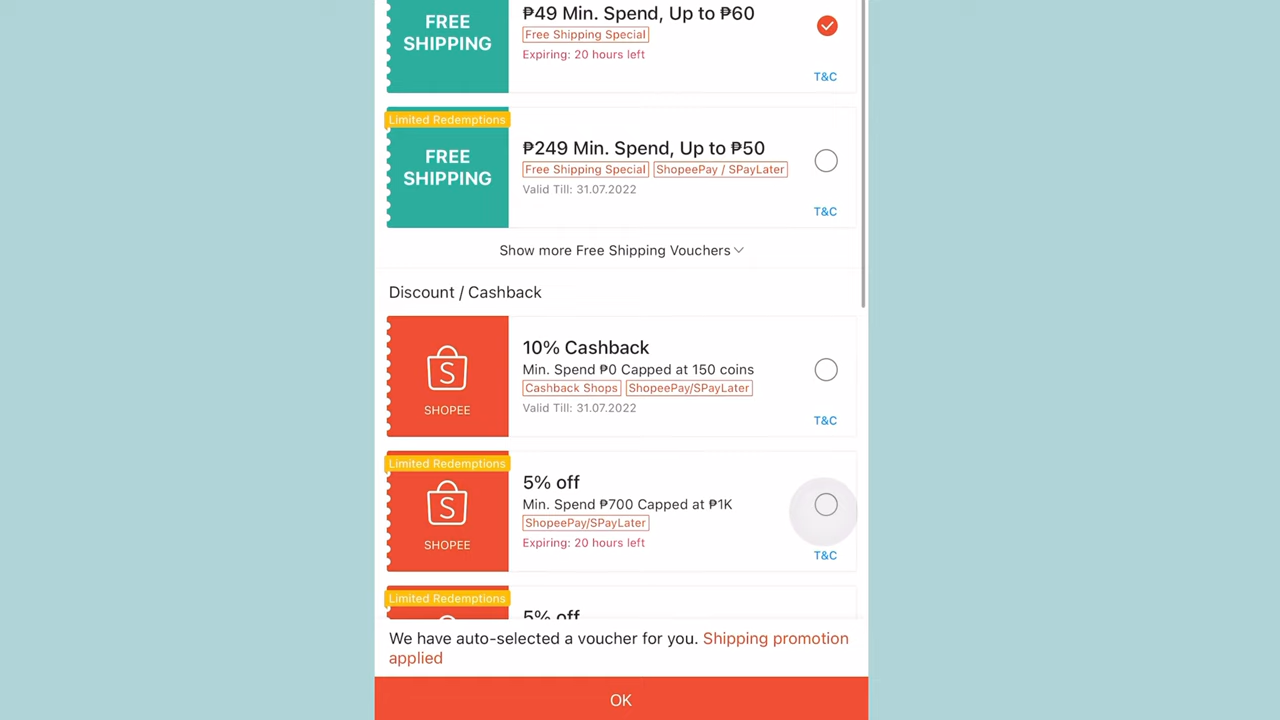 FREE
SHIPPING
₱49 Min. Spend, Up to ₱60
Free Shipping Special
Expiring: 20 hours left
T&C
Limited Redemptions
FREE
SHIPPING
₱249 Min. Spend, Up to ₱50
Free Shipping Special ShopeePay / SPayLater
Valid Till: 31.07.2022
T&C
Show more Free Shipping Vouchers
Discount / Cashback
SHOPEE
10% Cashback
Min. Spend ₱0 Capped at 150 coins
Cashback Shops ShopeePay/SPayLater
Valid Till: 31.07.2022
T&C
Limited Redemptions
SHOPEE
5% off
Min. Spend ₱700 Capped at ₱1K
ShopeePay/SPayLater
Expiring: 20 hours left
T&C
Limited Redemptions
5% off
We have auto-selected a voucher for you. Shipping promotion
applied
OK